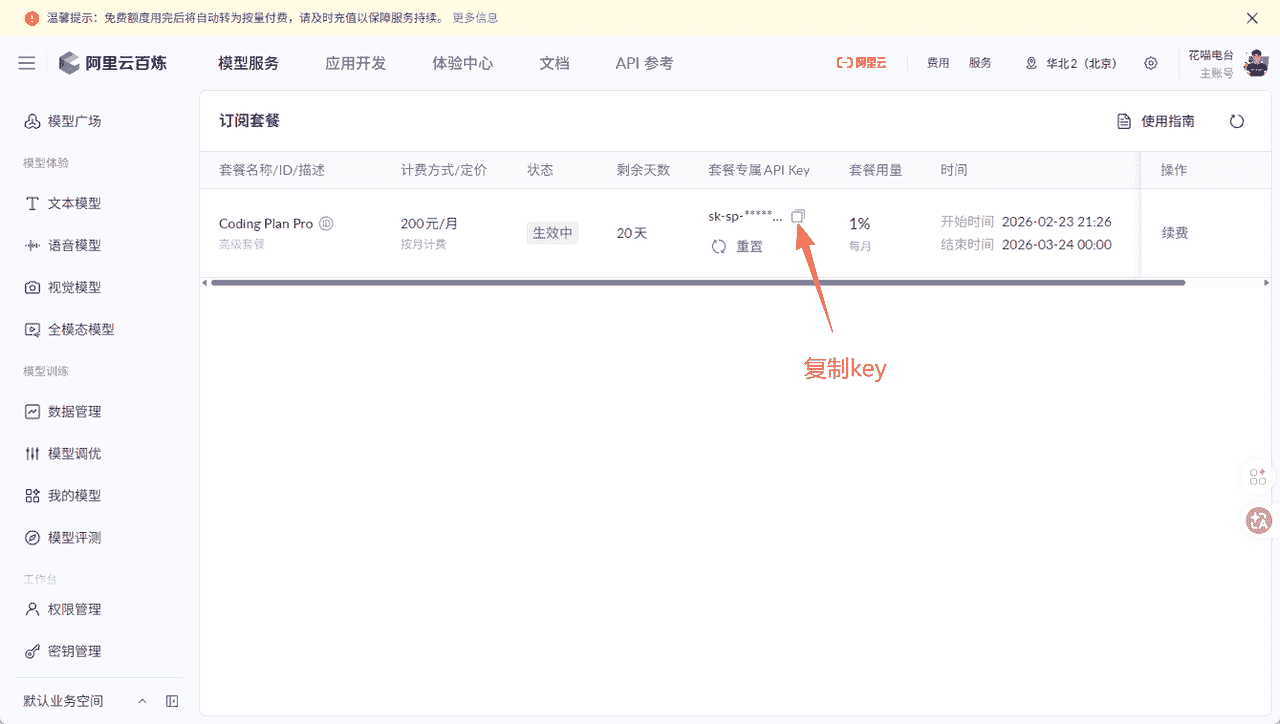 温馨提示：免费额度用完后将自动转为按量付费，请及时充值以保障服务持续。 更多信息
阿里云百炼 模型服务 应用开发 体验中心 文档 API 参考 阿里云 费用 服务 华北2（北京） 花喵电台
主账号
模型广场
模型体验
文本模型
语音模型
视觉模型
全模态模型
模型训练
数据管理
模型调优
我的模型
模型评测
工作台
权限管理
密钥管理
默认业务空间
订阅套餐 使用指南
套餐名称/ID/描述 计费方式/定价 状态 剩余天数 套餐专属 API Key 套餐用量 时间 操作
Coding Plan Pro ID 200元/月 生效中 20天 sk-sp-*****... 1% 开始时间 2026-02-23 21:26 续费
高级套餐 按月计费 重置 每月 结束时间 2026-03-24 00:00
复制key